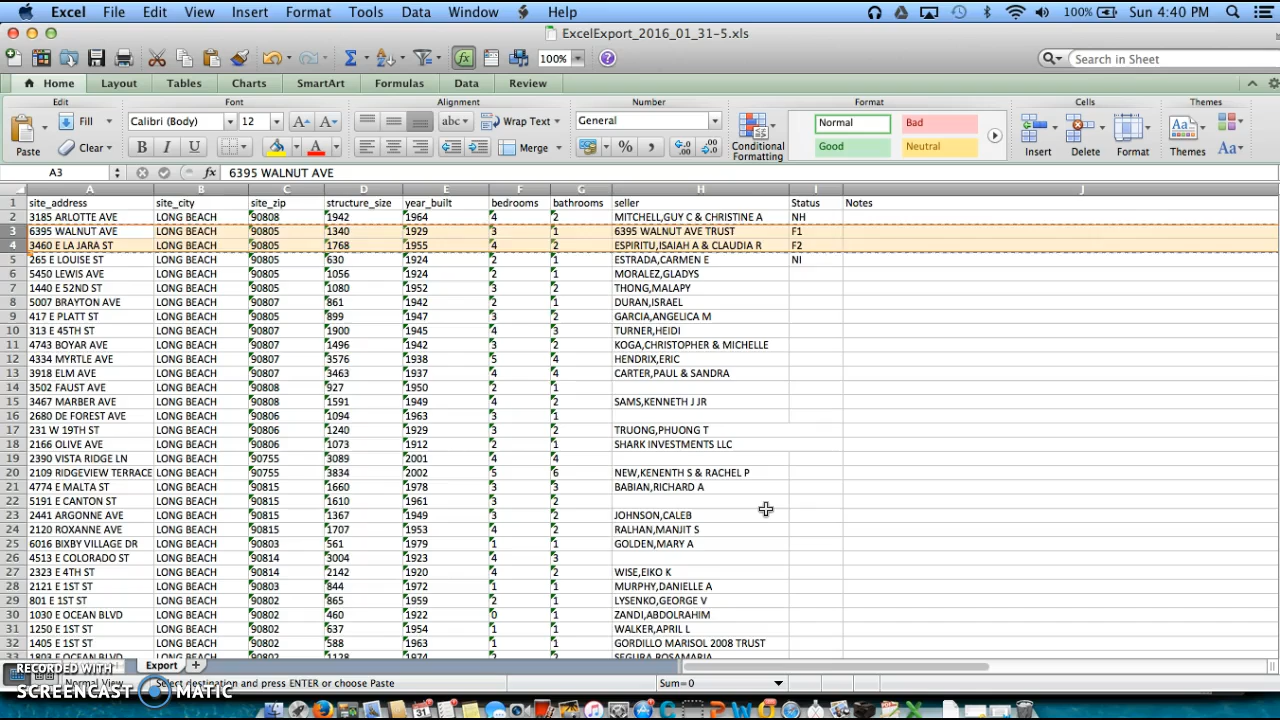 Excel File Edit View Insert Format Tools Data Window Help 100% Sun 4:40 PM
ExcelExport_2016_01_31-5.xls
100% Search in Sheet
Home Layout Tables Charts SmartArt Formulas Data Review
Edit Font Alignment Number Format Cells Themes
Fill Calibri (Body) 12 abc Wrap Text General Normal Bad
Paste Clear Merge Conditional Formatting Good Neutral Insert Delete Format Themes
A3 fx 6395 WALNUT AVE
A B C D E F G H I J
1 site_address site_city site_zip structure_size year_built bedrooms bathrooms seller Status Notes
2 3185 ARLOTTE AVE LONG BEACH 90808 1942 1964 4 2 MITCHELL,GUY C & CHRISTINE A NH
3 6395 WALNUT AVE LONG BEACH 90805 1340 1929 3 1 6395 WALNUT AVE TRUST F1
4 3460 E LA JARA ST LONG BEACH 90805 1768 1955 4 2 ESPIRITU,ISAIAH A & CLAUDIA R F2
5 265 E LOUISE ST LONG BEACH 90805 630 1924 2 1 ESTRADA,CARMEN E NI
6 5450 LEWIS AVE LONG BEACH 90805 1056 1924 2 1 MORALEZ,GLADYS
7 1440 E 52ND ST LONG BEACH 90805 1080 1952 3 2 THONG,MALAPY
8 5007 BRAYTON AVE LONG BEACH 90807 861 1942 2 1 DURAN,ISRAEL
9 417 E PLATT ST LONG BEACH 90805 899 1947 3 2 GARCIA,ANGELICA M
10 313 E 45TH ST LONG BEACH 90807 1900 1945 4 3 TURNER,HEIDI
11 4743 BOYAR AVE LONG BEACH 90807 1496 1942 3 2 KOGA,CHRISTOPHER & MICHELLE
12 4334 MYRTLE AVE LONG BEACH 90807 3576 1938 5 4 HENDRIX,ERIC
13 3918 ELM AVE LONG BEACH 90807 3463 1937 4 4 CARTER,PAUL & SANDRA
14 3502 FAUST AVE LONG BEACH 90808 927 1950 2 1
15 3467 MARBER AVE LONG BEACH 90808 1591 1949 4 2 SAMS,KENNETH J JR
16 2680 DE FOREST AVE LONG BEACH 90806 1094 1963 3 1
17 231 W 19TH ST LONG BEACH 90806 1240 1929 3 2 TRUONG,PHUONG T
18 2166 OLIVE AVE LONG BEACH 90806 1073 1912 2 1 SHARK INVESTMENTS LLC
19 2390 VISTA RIDGE LN LONG BEACH 90755 3089 2001 4 4
20 2109 RIDGEVIEW TERRACE LONG BEACH 90755 3834 2002 5 6 NEW,KENENTH S & RACHEL P
21 4774 E MALTA ST LONG BEACH 90815 1660 1978 3 3 BABIAN,RICHARD A
22 5191 E CANTON ST LONG BEACH 90815 1610 1961 3 2
23 2441 ARGONNE AVE LONG BEACH 90815 1367 1949 3 2 JOHNSON,CALEB
24 2120 ROXANNE AVE LONG BEACH 90815 1707 1953 4 2 RALHAN,MANJIT S
25 6016 BIXBY VILLAGE DR LONG BEACH 90803 561 1979 1 1 GOLDEN,MARY A
26 4513 E COLORADO ST LONG BEACH 90814 3004 1923 4 3
27 2323 E 4TH ST LONG BEACH 90814 2142 1920 4 2 WISE,EIKO K
28 2121 E 1ST ST LONG BEACH 90803 844 1972 1 1 MURPHY,DANIELLE A
29 801 E 1ST ST LONG BEACH 90802 865 1959 2 1 LYSENKO,GEORGE V
30 1030 E OCEAN BLVD LONG BEACH 90802 460 1922 0 1 ZANDI,ABDOLRAHIM
31 1250 E 1ST ST LONG BEACH 90802 637 1954 1 1 WALKER,APRIL L
32 1405 E 1ST ST LONG BEACH 90802 588 1963 1 1 GORDILLO MARISOL 2008 TRUST
33 LONG BEACH 90802 1128 1974 2 2 SEGURA,ROSAMARIA
Export
Normal View Select destination and press ENTER or choose Paste Sum=0
RECORDED WITH
SCREENCAST MATIC